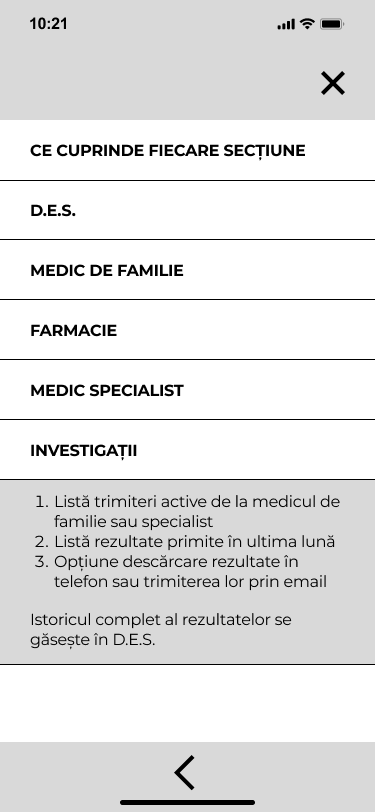 10:21
CE CUPRINDE FIECARE SECȚIUNE
D.E.S.
MEDIC DE FAMILIE
FARMACIE
MEDIC SPECIALIST
INVESTIGAȚII
1. Listă trimiteri active de la medicul de
familie sau specialist
2. Listă rezultate primite în ultima lună
3. Opțiune descărcare rezultate în
telefon sau trimiterea lor prin email
Istoricul complet al rezultatelor se
găsește în D.E.S.